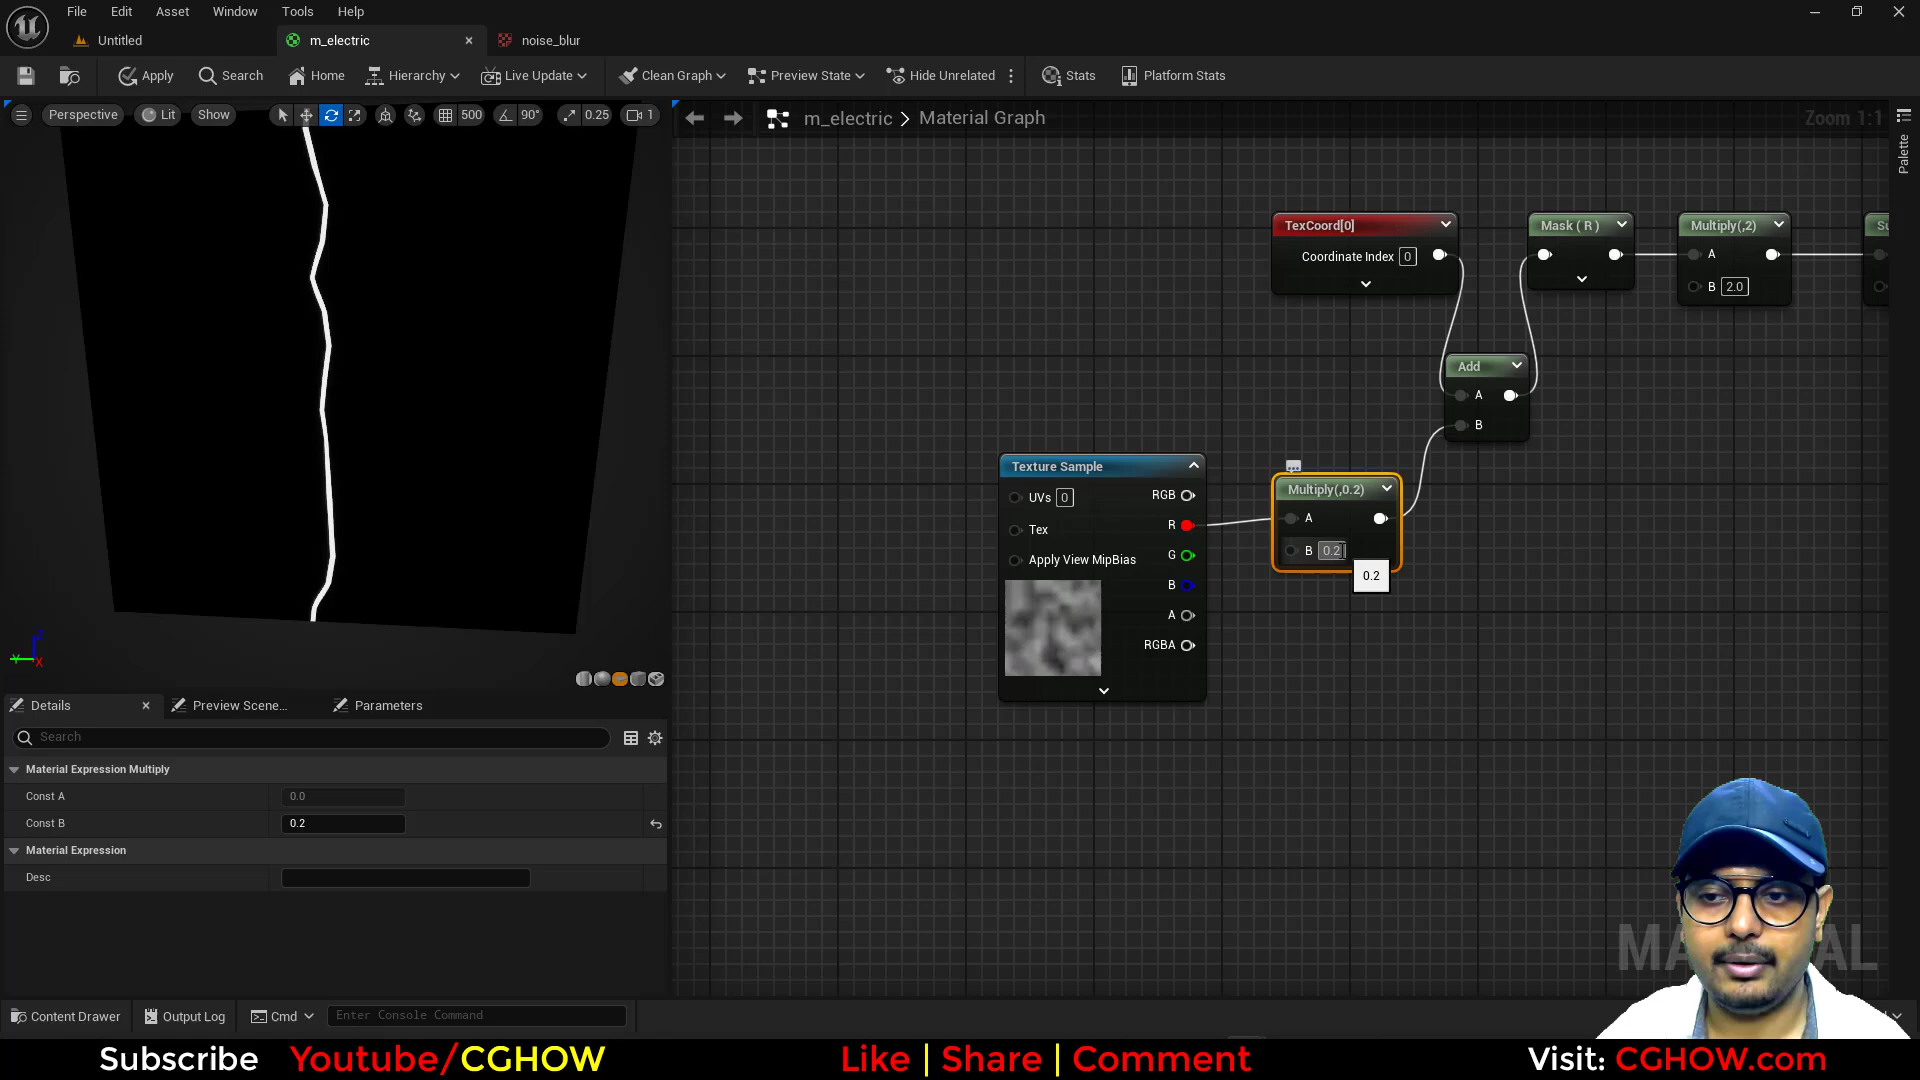 File Edit Asset Window Tools Help
Untitled m_electric noise_blur
Apply Search Home Hierarchy Live Update Clean Graph Preview State Hide Unrelated Stats Platform Stats
Perspective Lit Show 500 90° 0.25 1
m_electric > Material Graph
Zoom 1:1
Palette
TexCoord[0]
Coordinate Index 0
Mask ( R )
Multiply(,2)
A
B 2.0
Add
A
B
Texture Sample
UVs 0
Tex
Apply View MipBias
RGB
R
G
B
A
RGBA
Multiply(,0.2)
A
B 0.2
0.2
Details Preview Scene... Parameters
Search
Material Expression Multiply
Const A 0.0
Const B 0.2
Material Expression
Desc
Content Drawer Output Log Cmd Enter Console Command
Subscribe Youtube/CGHOW Like | Share | Comment Visit: CGHOW.com